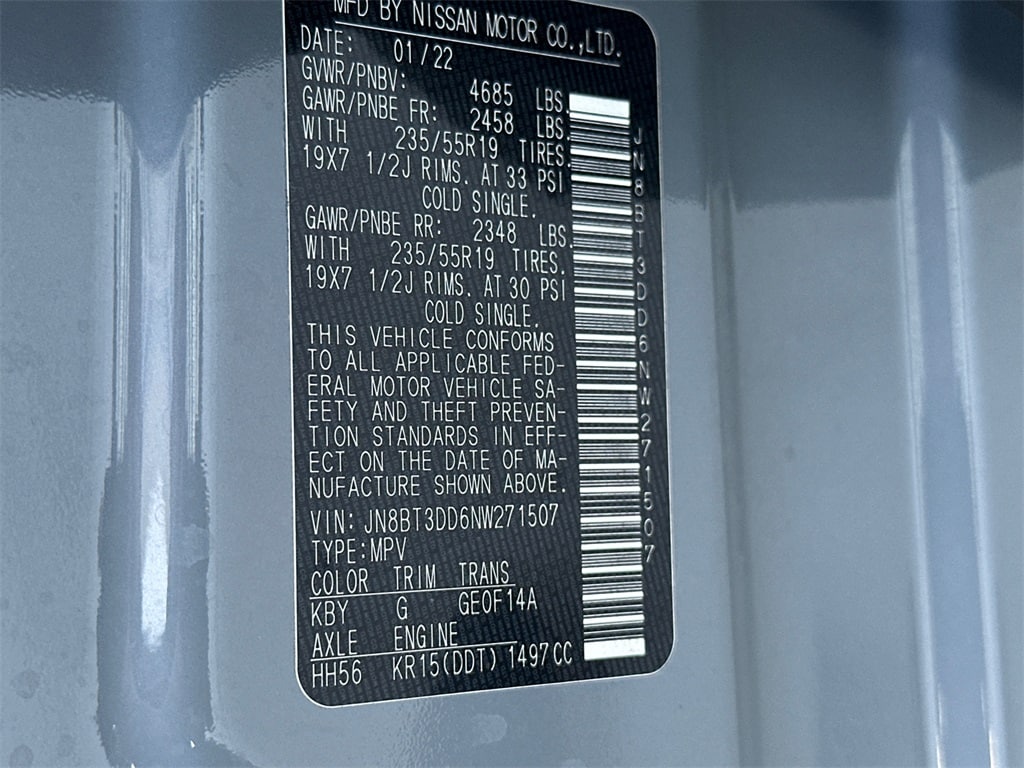 MFD BY NISSAN MOTOR CO.,LTD.
DATE: 01/22
GVWR/PNBV: 4685 LBS.
GAWR/PNBE FR: 2458 LBS.
WITH 235/55R19 TIRES.
19X7 1/2J RIMS. AT 33 PSI
COLD SINGLE.
GAWR/PNBE RR: 2348 LBS.
WITH 235/55R19 TIRES.
19X7 1/2J RIMS. AT 30 PSI
COLD SINGLE.
THIS VEHICLE CONFORMS
TO ALL APPLICABLE FED-
ERAL MOTOR VEHICLE SA-
FETY AND THEFT PREVEN-
TION STANDARDS IN EFF-
ECT ON THE DATE OF MA-
NUFACTURE SHOWN ABOVE.
VIN: JN8BT3DD6NW271507
TYPE:MPV
COLOR TRIM TRANS
KBY G GE0F14A
AXLE ENGINE
HH56 KR15(DDT) 1497CC
JN8BT3DD6NW271507